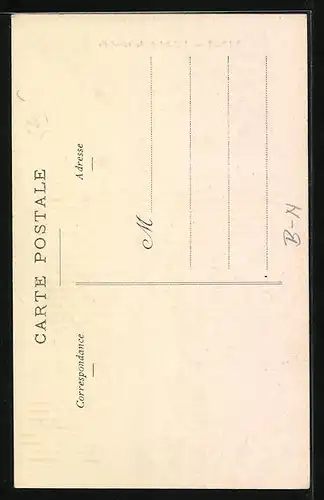 CARTE POSTALE
Correspondance
Adresse
M
B-N